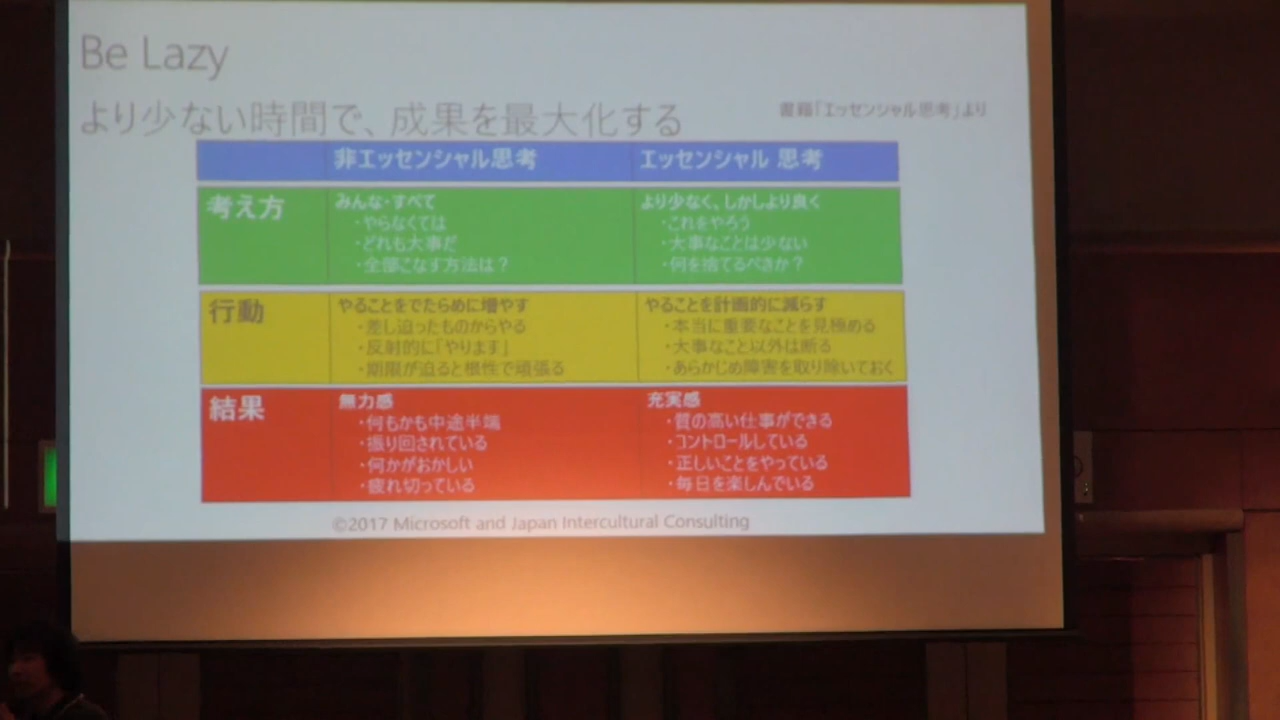 Be Lazy
より少ない時間で、成果を最大化する
書籍「エッセンシャル思考」より
非エッセンシャル思考
エッセンシャル 思考
考え方
みんな・すべて
・やらなくては
・どれも大事だ
・全部こなす方法は？
より少なく、しかしより良く
・これをやろう
・大事なことは少ない
・何を捨てるべきか？
行動
やることをでたらめに増やす
・差し迫ったものからやる
・反射的に「やります」
・期限が迫ると根性で頑張る
やることを計画的に減らす
・本当に重要なことを見極める
・大事なこと以外は断る
・あらかじめ障害を取り除いておく
結果
無力感
・何もかも中途半端
・振り回されている
・何かがおかしい
・疲れ切っている
充実感
・質の高い仕事ができる
・コントロールしている
・正しいことをやっている
・毎日を楽しんでいる
©2017 Microsoft and Japan Intercultural Consulting